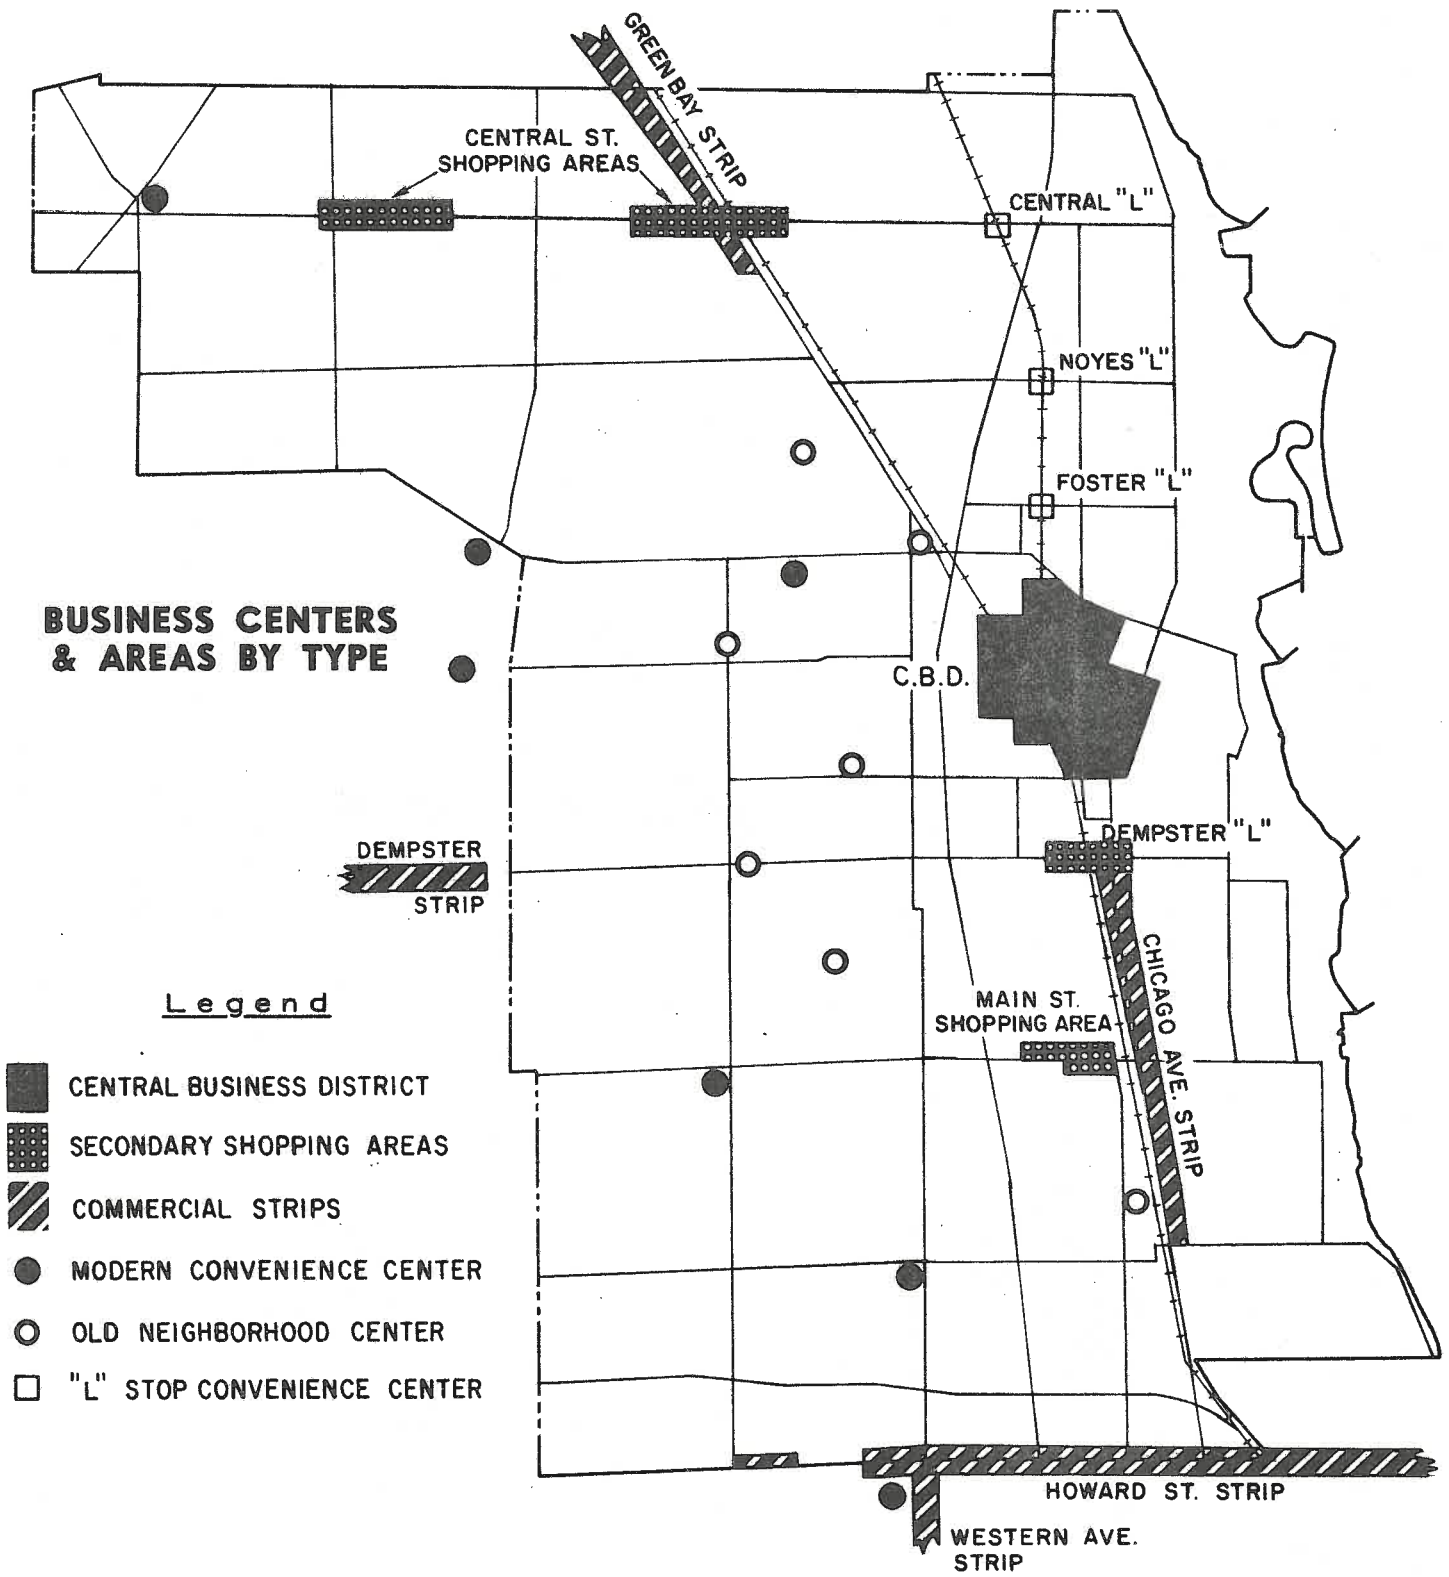 GREEN BAY STRIP
CENTRAL ST.
SHOPPING AREAS
CENTRAL "L"
NOYES "L"
FOSTER "L"
BUSINESS CENTERS
& AREAS BY TYPE
C.B.D.
DEMPSTER "L"
DEMPSTER
STRIP
CHICAGO AVE. STRIP
MAIN ST.
SHOPPING AREA
Legend
CENTRAL BUSINESS DISTRICT
SECONDARY SHOPPING AREAS
COMMERCIAL STRIPS
MODERN CONVENIENCE CENTER
OLD NEIGHBORHOOD CENTER
"L" STOP CONVENIENCE CENTER
HOWARD ST. STRIP
WESTERN AVE.
STRIP